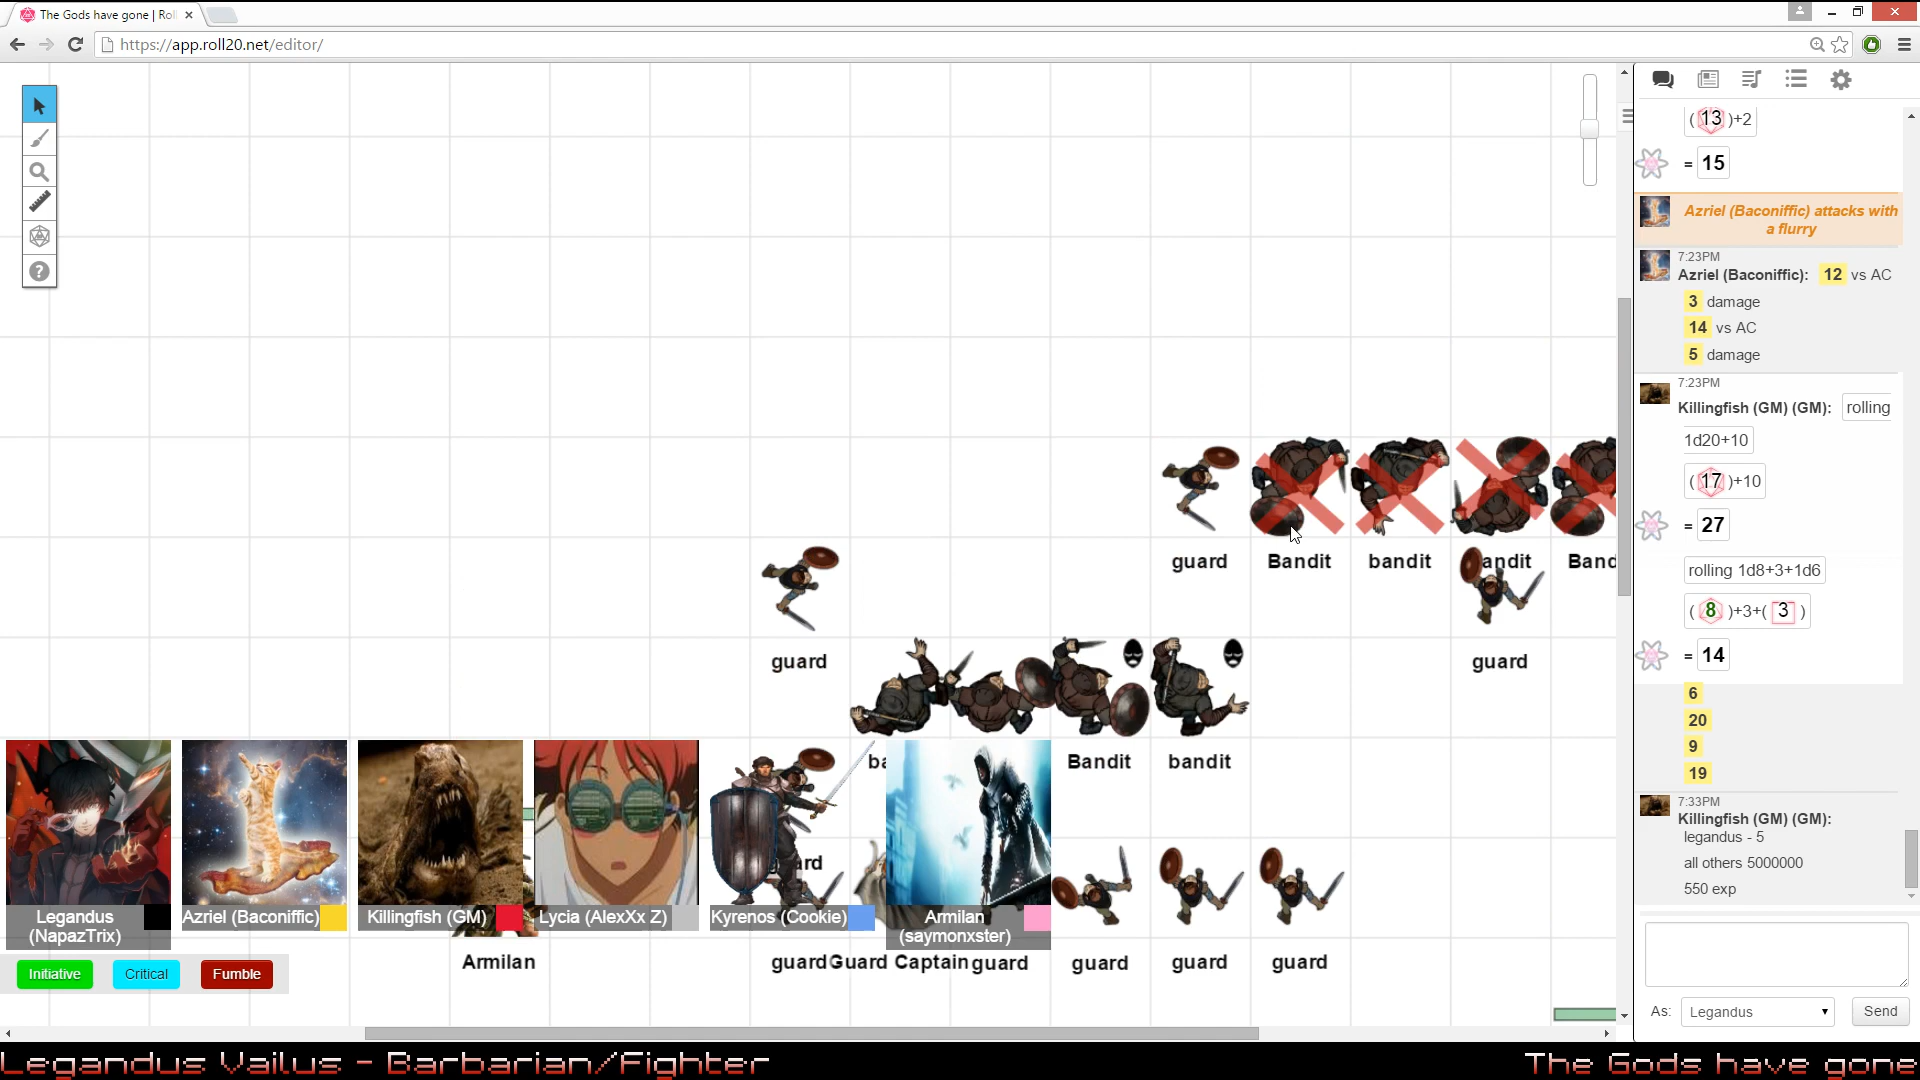 The Gods have gone | Rol
https://app.roll20.net/editor/
(13)+2
= 15
Azriel (Baconiffic) attacks with
a flurry
7:23PM
Azriel (Baconiffic): 12 vs AC
3 damage
14 vs AC
5 damage
7:23PM
Killingfish (GM) (GM): rolling
1d20+10
(17)+10
= 27
rolling 1d8+3+1d6
(8)+3+(3)
= 14
6
20
9
19
7:33PM
Killingfish (GM) (GM):
legandus - 5
all others 5000000
550 exp
As: Legandus Send
guard Bandit bandit andit Band
guard guard
ba Bandit bandit
ard
Legandus
(NapazTrix)
Azriel (Baconiffic)
Killingfish (GM)
Lycia (AlexXx Z)
Kyrenos (Cookie)
Armilan
(saymonxster)
Armilan guard Guard Captain guard guard guard guard
Initiative Critical Fumble
Legandus Vailus - Barbarian/Fighter
The Gods have gone